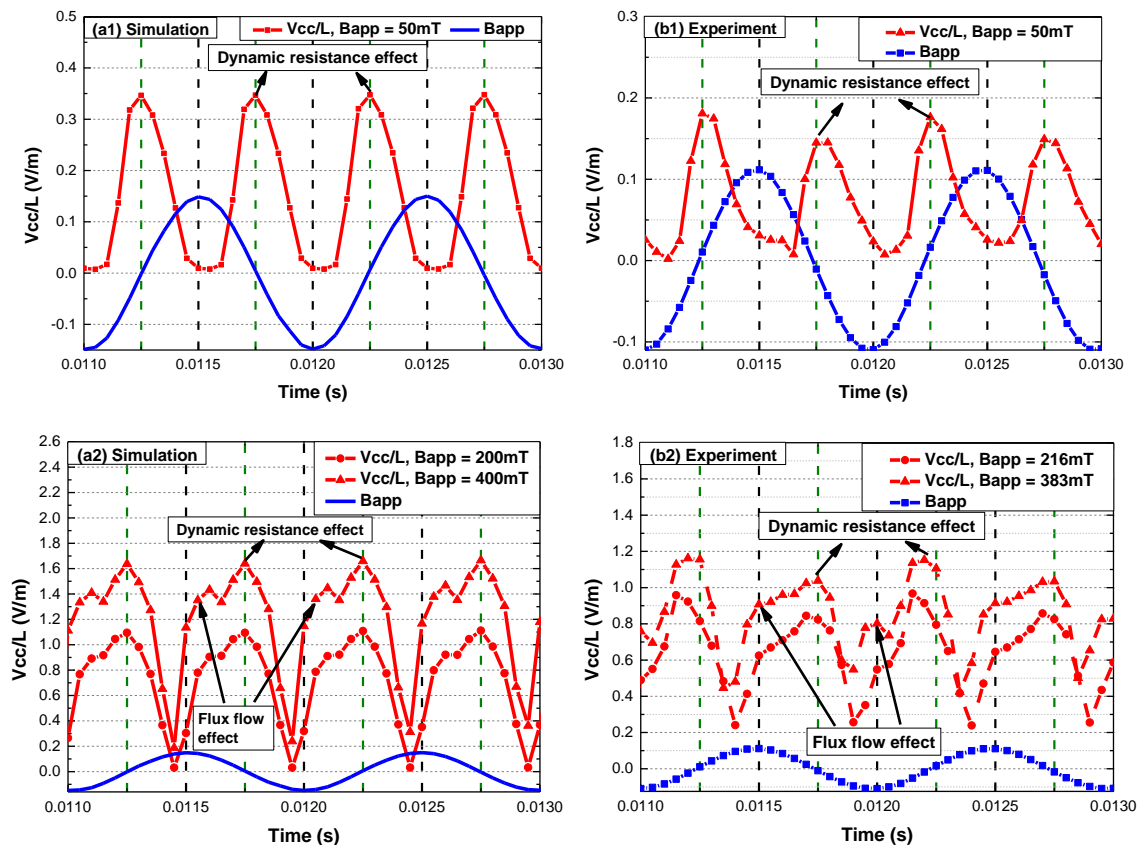 (a1) Simulation
Vcc/L, Bapp = 50mT
Bapp
Dynamic resistance effect
0.5
0.4
0.3
0.2
0.1
0.0
-0.1
Vcc/L (V/m)
0.0110
0.0115
0.0120
0.0125
0.0130
Time (s)
(b1) Experiment
Vcc/L, Bapp = 50mT
Bapp
Dynamic resistance effect
0.3
0.2
0.1
0.0
-0.1
Vcc/L (V/m)
0.0110
0.0115
0.0120
0.0125
0.0130
Time (s)
(a2) Simulation
Vcc/L, Bapp = 200mT
Vcc/L, Bapp = 400mT
Bapp
Dynamic resistance effect
Flux flow
effect
2.6
2.4
2.2
2.0
1.8
1.6
1.4
1.2
1.0
0.8
0.6
0.4
0.2
0.0
Vcc/L (V/m)
0.0110
0.0115
0.0120
0.0125
0.0130
Time (s)
(b2) Experiment
Vcc/L, Bapp = 216mT
Vcc/L, Bapp = 383mT
Bapp
Dynamic resistance effect
Flux flow effect
1.8
1.6
1.4
1.2
1.0
0.8
0.6
0.4
0.2
0.0
Vcc/L (V/m)
0.0110
0.0115
0.0120
0.0125
0.0130
Time (s)